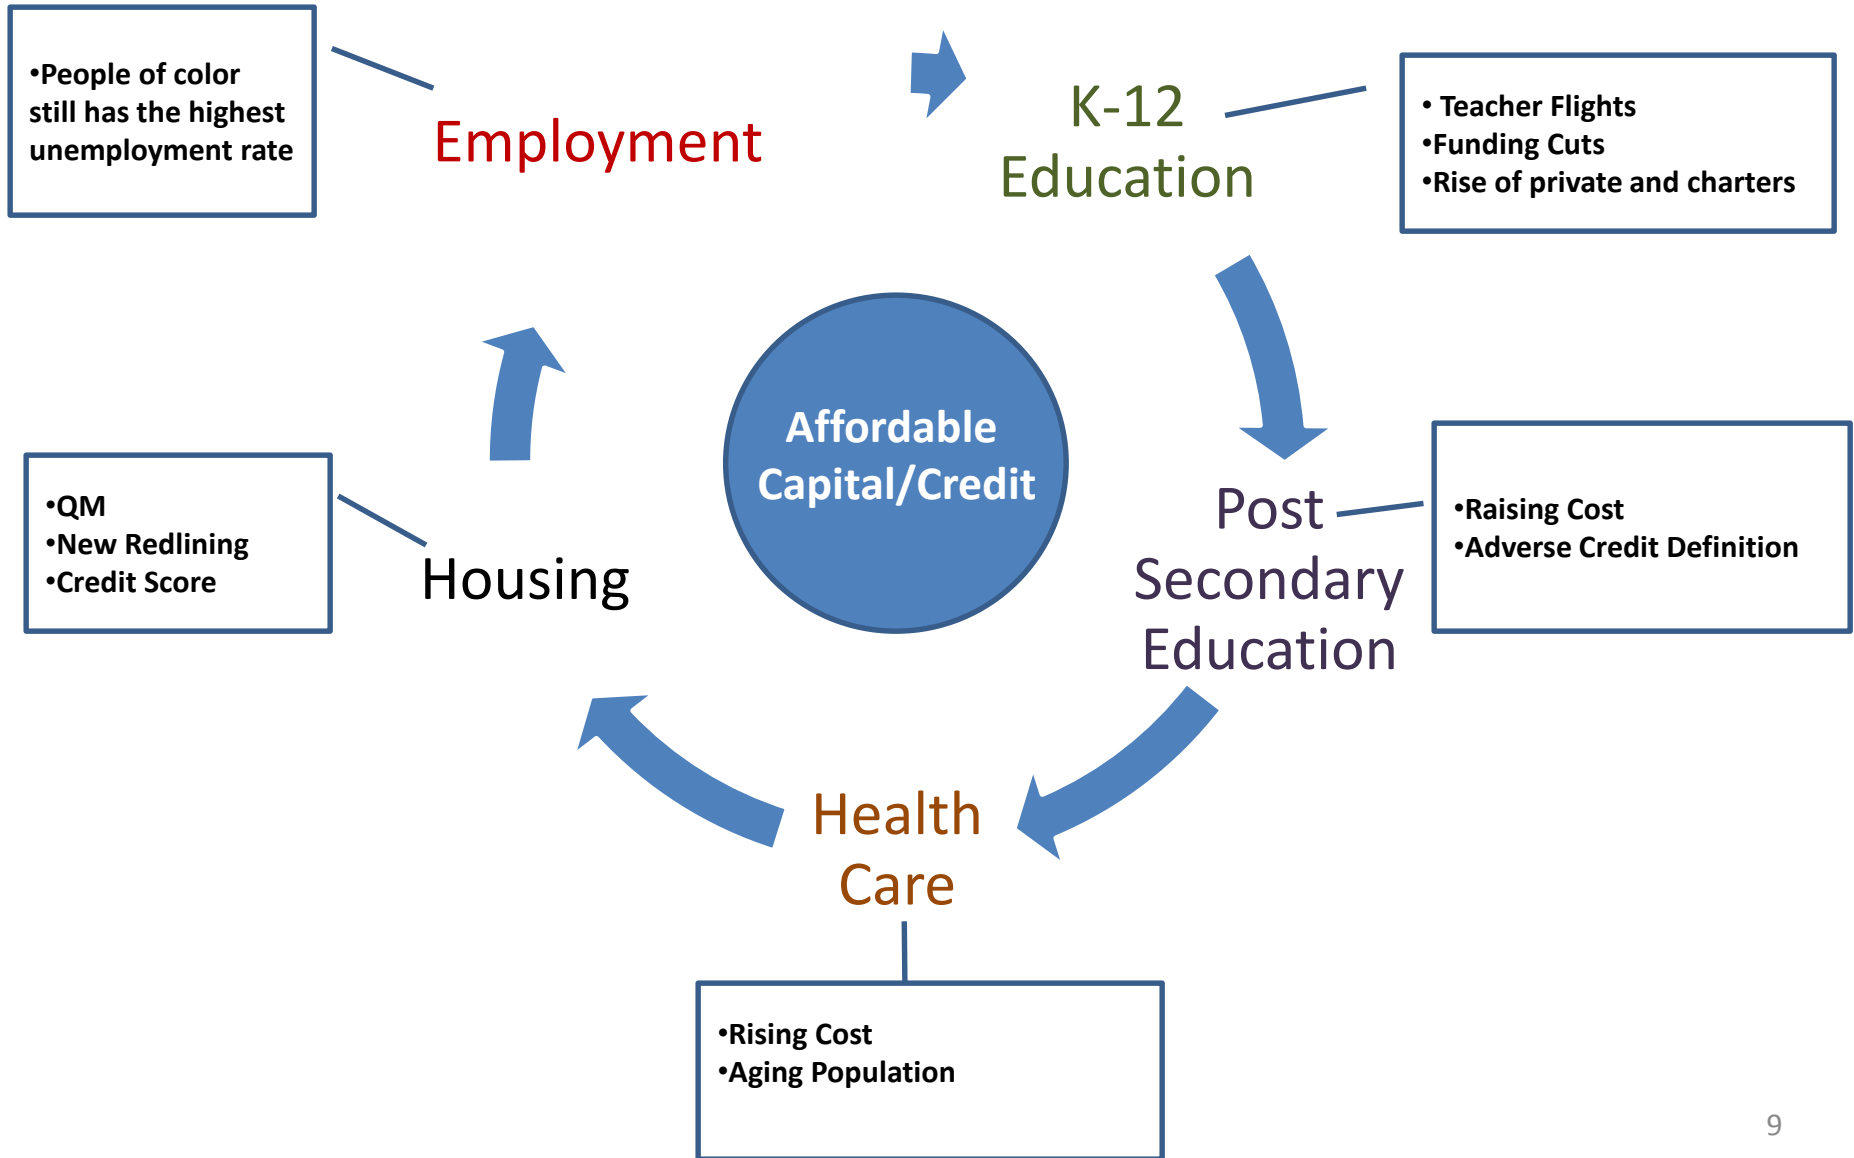 •People of color
still has the highest
unemployment rate
Employment
K-12
Education
• Teacher Flights
•Funding Cuts
•Rise of private and charters
Affordable
Capital/Credit
Post
Secondary
Education
•Raising Cost
•Adverse Credit Definition
•QM
•New Redlining
•Credit Score
Housing
Health
Care
•Rising Cost
•Aging Population
9